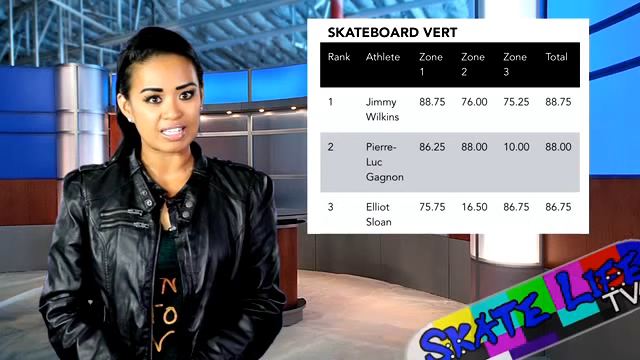 SKATEBOARD VERT
Rank Athlete Zone 1 Zone 2 Zone 3 Total
1 Jimmy Wilkins 88.75 76.00 75.25 88.75
2 Pierre-Luc Gagnon 86.25 88.00 10.00 88.00
3 Elliot Sloan 75.75 16.50 86.75 86.75
SKATE LIFE
TV